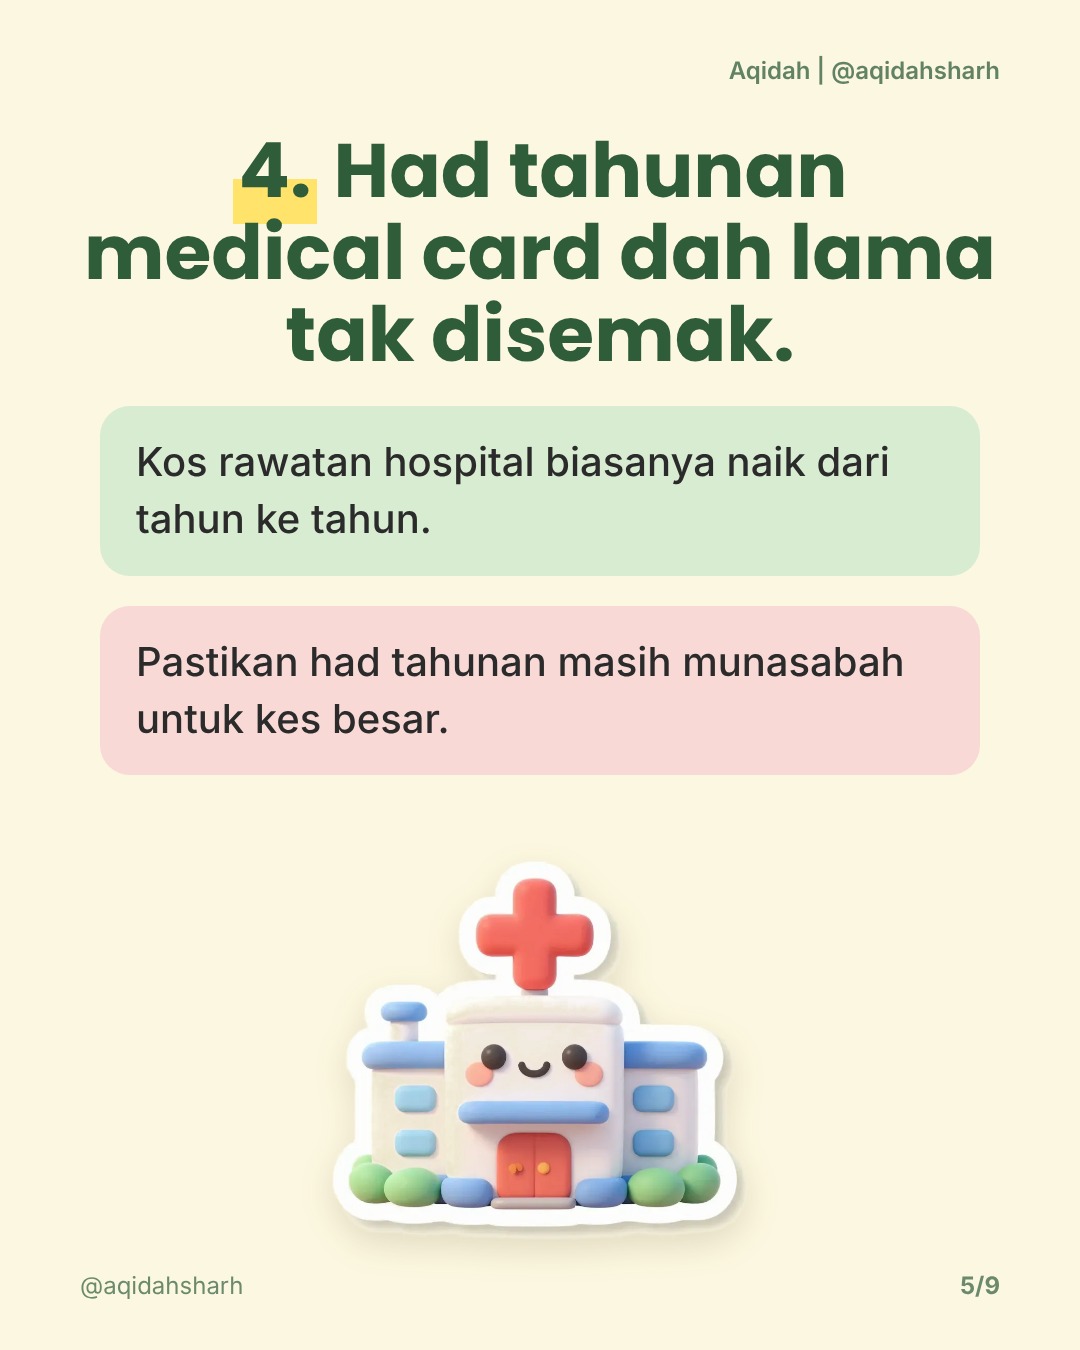 Aqidah | @aqidahsharh
4. Had tahunan
medical card dah lama
tak disemak.
Kos rawatan hospital biasanya naik dari
tahun ke tahun.
Pastikan had tahunan masih munasabah
untuk kes besar.
@aqidahsharh
5/9